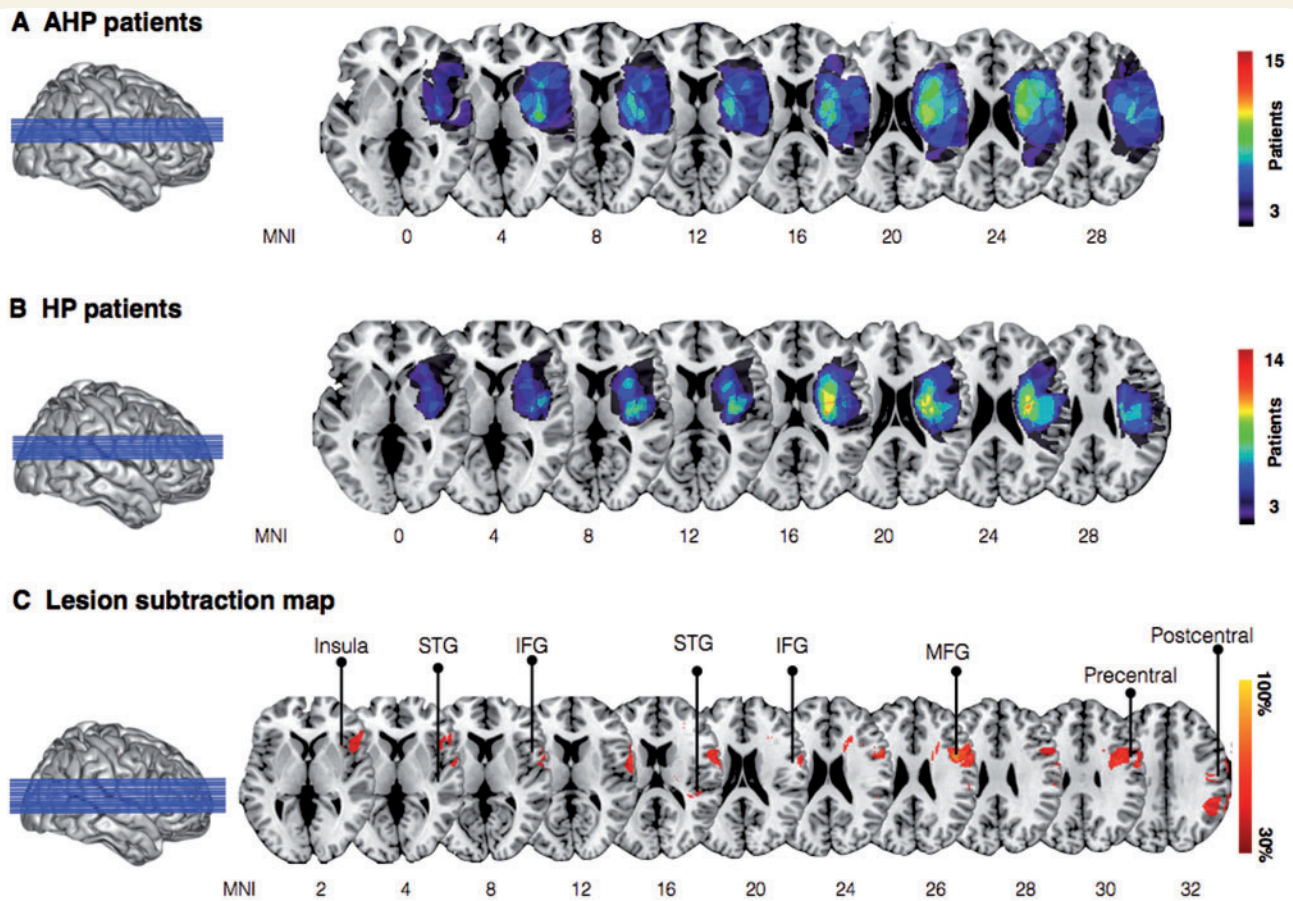 A AHP patients
15
Patients
3
MNI 0 4 8 12 16 20 24 28
B HP patients
14
Patients
3
MNI 0 4 8 12 16 20 24 28
C Lesion subtraction map
Insula STG IFG STG IFG MFG Precentral Postcentral
100%
30%
MNI 2 4 8 12 16 20 24 26 28 30 32